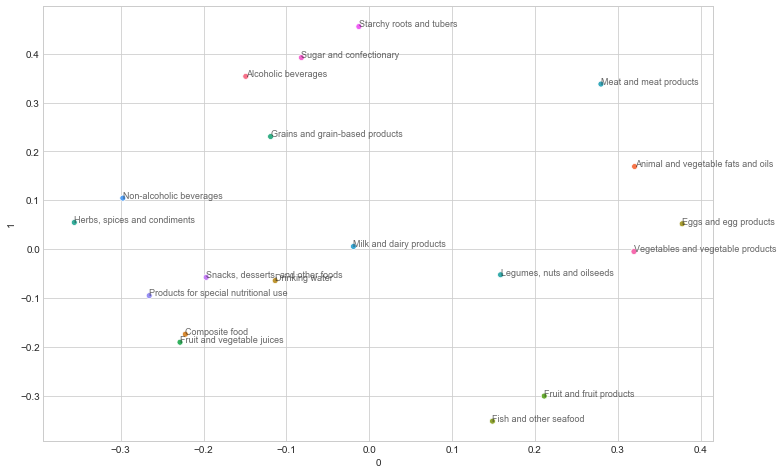 Starchy roots and tubers
0.4
Sugar and confectionary
Alcoholic beverages
Meat and meat products
0.3
Grains and grain-based products
0.2
Animal and vegetable fats and oils
0.1
Non-alcoholic beverages
Herbs, spices and condiments
Eggs and egg products
1
0.0
Milk and dairy products
Vegetables and vegetable products
Snacks, desserts, and other foods
Drinking water
Legumes, nuts and oilseeds
−0.1
Products for special nutritional use
Composite food
Fruit and vegetable juices
−0.2
−0.3
Fruit and fruit products
Fish and other seafood
−0.3 −0.2 −0.1 0.0 0.1 0.2 0.3 0.4
0